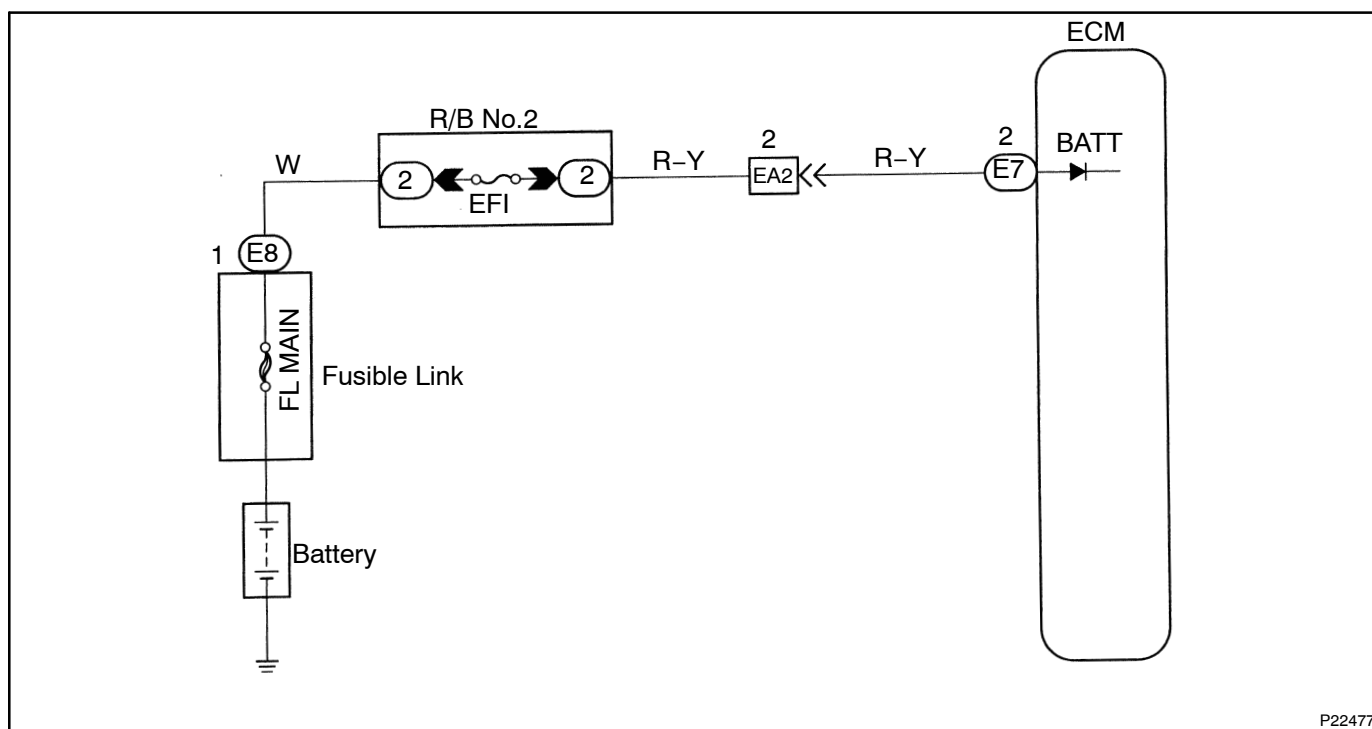 ECM
R/B No.2
2
2
W
2
2
R–Y
R–Y
BATT
EA2
E7
EFI
1
E8
FL MAIN
Fusible Link
Battery
P22477